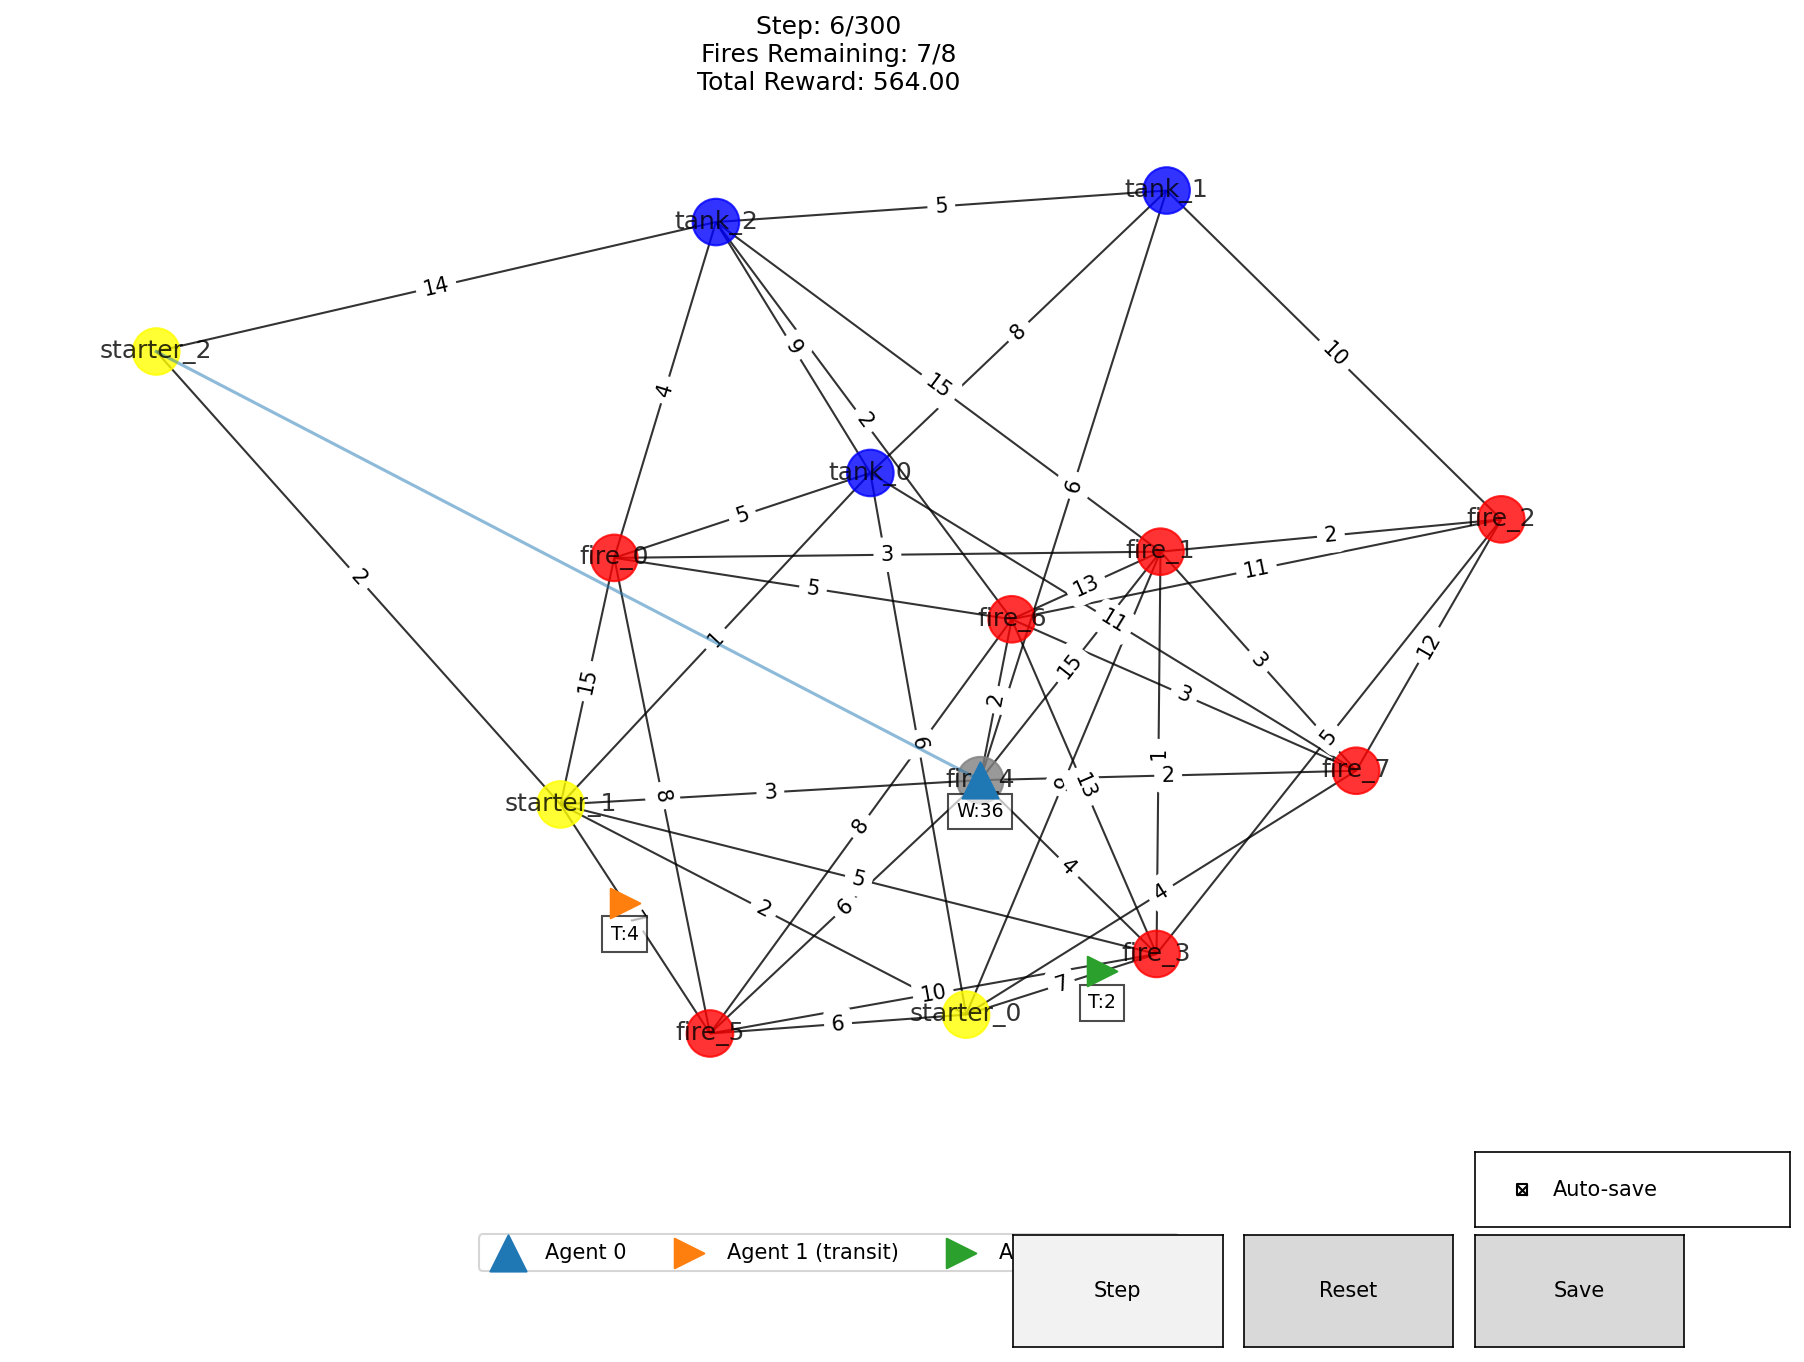 Step: 6/300
Fires Remaining: 7/8
Total Reward: 564.00
tank_1
tank_2
5
14
starter_2
8
9
10
15
4
2
tank_0
6
5
fire_2
2
fire_1
3
fire_0
11
2
13
5
11
fire_6
1
12
3
15
15
3
2
6
5
1
fire_7
2
fire_4
3
9
13
8
W:36
starter_1
8
4
5
4
6
2
T:4
fire_3
7
10
T:2
starter_0
6
fire_5
Auto-save
Agent 0
Agent 1 (transit)
A
Step
Reset
Save